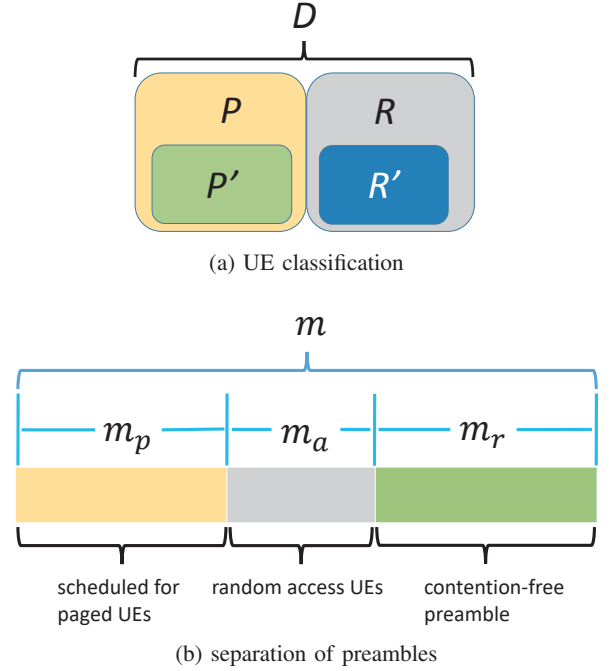 D
P R
P' R'
(a) UE classification
m
m_p m_a m_r
scheduled for random access UEs contention-free
paged UEs preamble
(b) separation of preambles